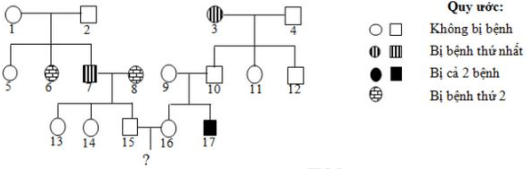 Quy ước:
1 2 3 4
Không bị bệnh
Bị bệnh thứ nhất
5 6 7 8 9 10 11 12
Bị cả 2 bệnh
Bị bệnh thứ 2
13 14 15 16 17
?